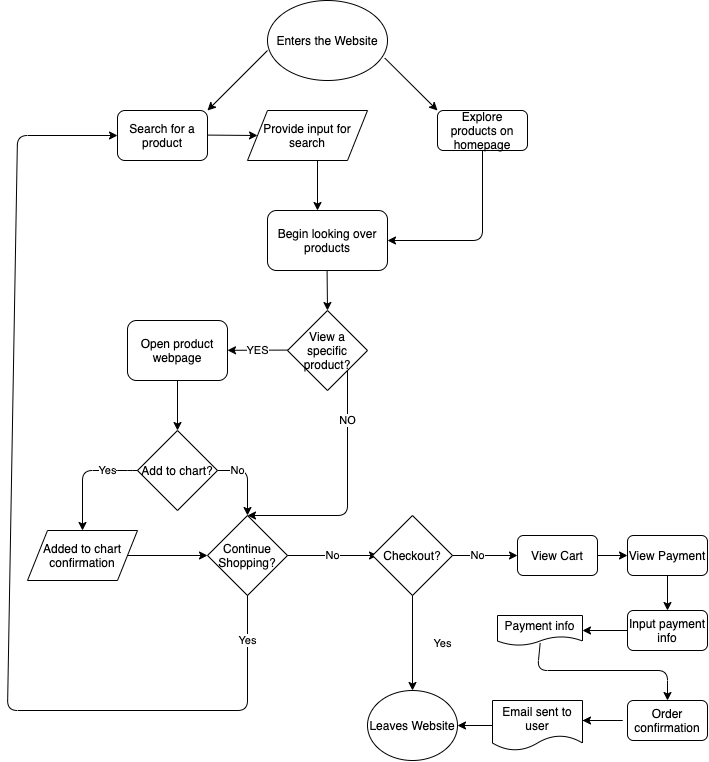 Enters the Website
Search for a
product
Provide input for
search
Explore
products on
homepage
Begin looking over
products
View a
specific
product?
YES
Open product
webpage
NO
Add to chart?
Yes
No
Added to chart
confirmation
Continue
Shopping?
No
Checkout?
No
View Cart
View Payment
Payment info
Input payment
info
Yes
Yes
Leaves Website
Email sent to
user
Order
confirmation